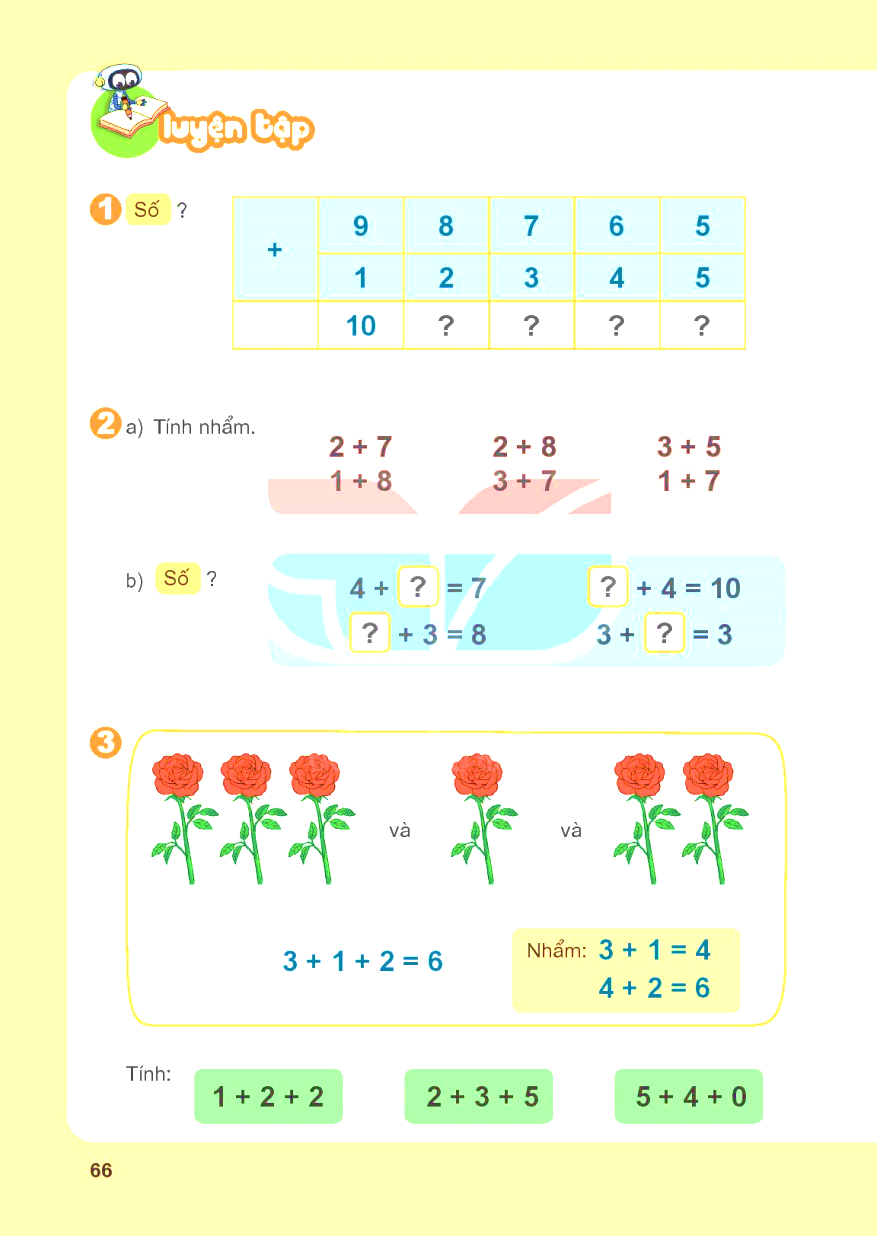 luyện tập
1 Số ?
+ 9 8 7 6 5
1 2 3 4 5
10 ? ? ? ?
2 a) Tính nhẩm.
2 + 7 2 + 8 3 + 5
1 + 8 3 + 7 1 + 7
b) Số ?
4 + ? = 7 ? + 4 = 10
? + 3 = 8 3 + ? = 3
3
và và
3 + 1 + 2 = 6
Nhẩm: 3 + 1 = 4
4 + 2 = 6
Tính:
1 + 2 + 2 2 + 3 + 5 5 + 4 + 0
66